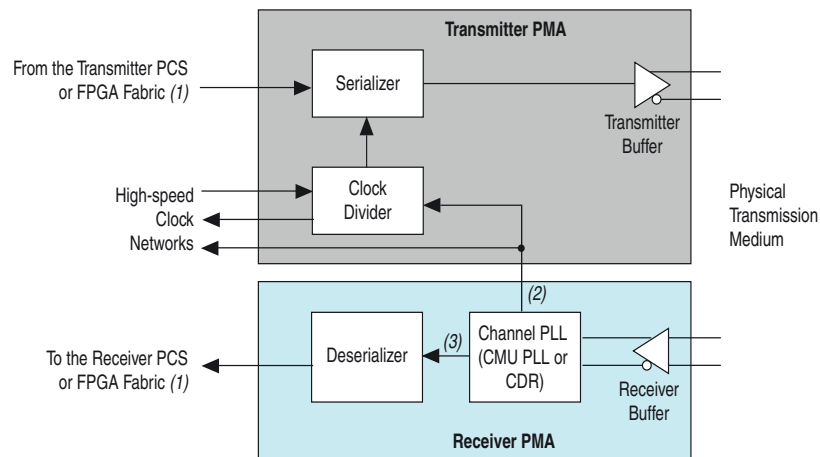 Transmitter PMA
From the Transmitter PCS
or FPGA Fabric (1)
Serializer
Transmitter
Buffer
High-speed
Clock
Networks
Clock
Divider
Physical
Transmission
Medium
(2)
To the Receiver PCS
or FPGA Fabric (1)
Deserializer
(3)
Channel PLL
(CMU PLL or
CDR)
Receiver
Buffer
Receiver PMA